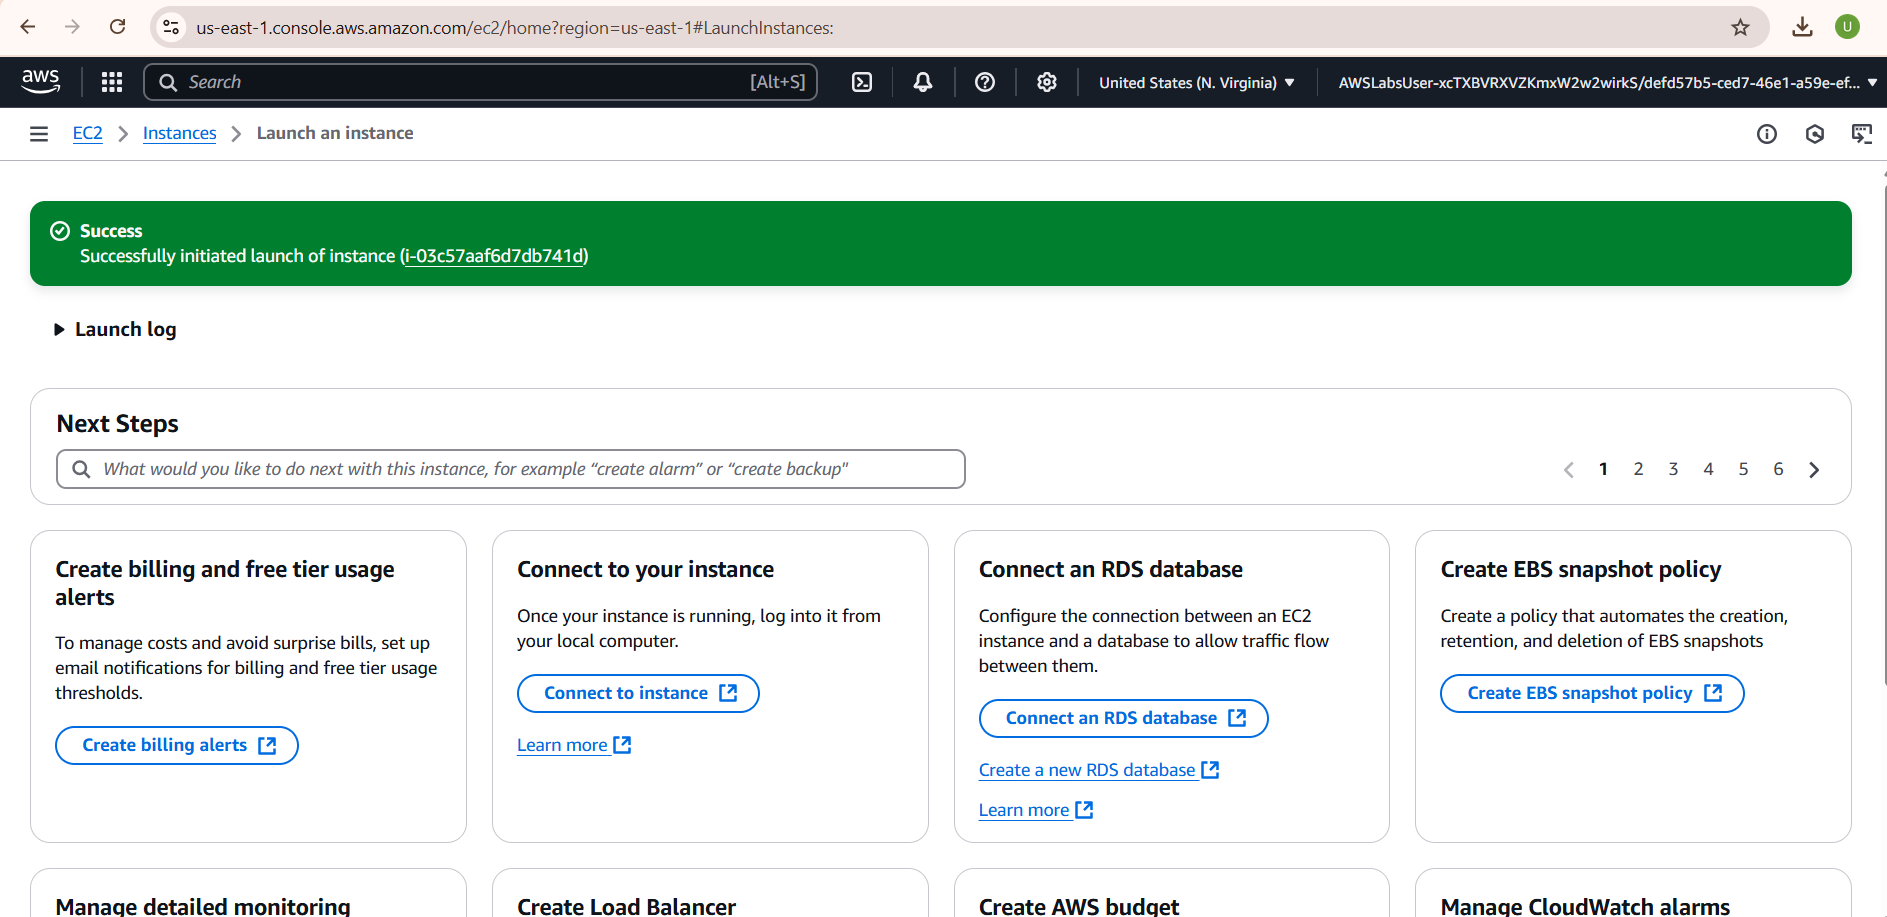 us-east-1.console.aws.amazon.com/ec2/home?region=us-east-1#LaunchInstances:
U
aws
Search
[Alt+S]
United States (N. Virginia)
AWSLabsUser-xcTXBVRXVZKmxW2w2wirkS/defd57b5-ced7-46e1-a59e-ef...
EC2
Instances
Launch an instance
Success
Successfully initiated launch of instance (i-03c57aaf6d7db741d)
Launch log
Next Steps
What would you like to do next with this instance, for example “create alarm” or “create backup"
1 2 3 4 5 6
Create billing and free tier usage
alerts
To manage costs and avoid surprise bills, set up
email notifications for billing and free tier usage
thresholds.
Create billing alerts
Connect to your instance
Once your instance is running, log into it from
your local computer.
Connect to instance
Learn more
Connect an RDS database
Configure the connection between an EC2
instance and a database to allow traffic flow
between them.
Connect an RDS database
Create a new RDS database
Learn more
Create EBS snapshot policy
Create a policy that automates the creation,
retention, and deletion of EBS snapshots
Create EBS snapshot policy
Manage detailed monitoring
Create Load Balancer
Create AWS budget
Manage CloudWatch alarms